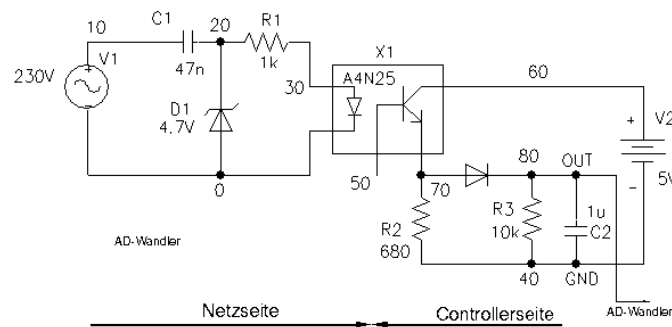 C1
20
R1
10
X1
V1
47n
1k
A4N25
60
30
230V
D1
4.7V
V2
+
50
70
80
OUT
5V
0
R3
1u
R2
10k
C2
680
AD-Wandler
40
GND
Netzseite
Controllerseite
AD-Wandler